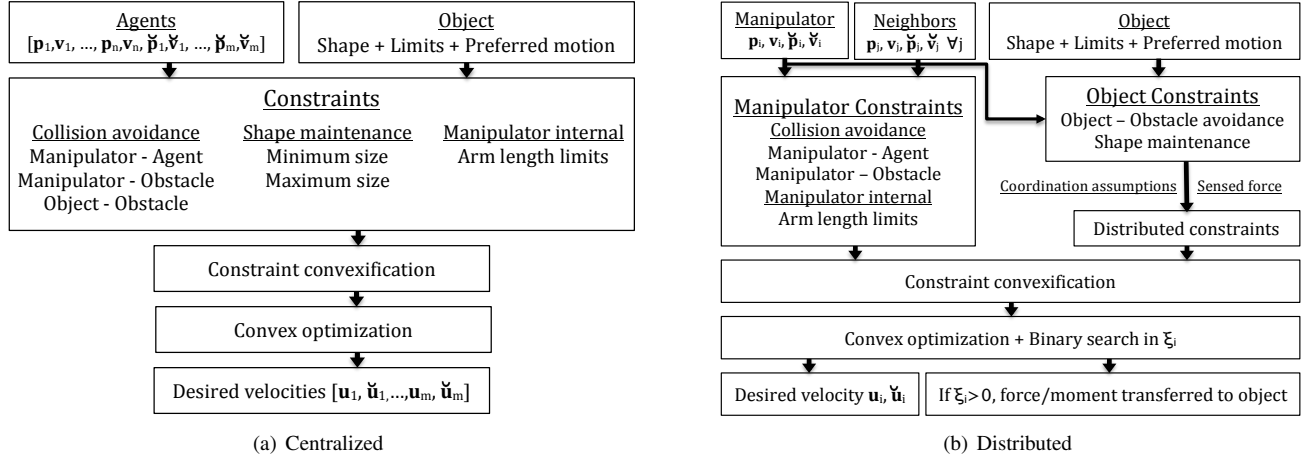 Agents
[p₁,v₁, ..., pₙ,vₙ, p̆₁,v̆₁, ..., p̆ₘ,v̆ₘ]
Object
Shape + Limits + Preferred motion
Constraints
Collision avoidance
Manipulator - Agent
Manipulator - Obstacle
Object - Obstacle
Shape maintenance
Minimum size
Maximum size
Manipulator internal
Arm length limits
Constraint convexification
Convex optimization
Desired velocities [u₁, ŭ₁,...,uₘ, ŭₘ]
(a) Centralized
Manipulator
pᵢ, vᵢ, p̆ᵢ, v̆ᵢ
Neighbors
pⱼ, vⱼ, p̆ⱼ, v̆ⱼ ∀j
Object
Shape + Limits + Preferred motion
Manipulator Constraints
Collision avoidance
Manipulator - Agent
Manipulator – Obstacle
Manipulator internal
Arm length limits
Object Constraints
Object – Obstacle avoidance
Shape maintenance
Coordination assumptions
Sensed force
Distributed constraints
Constraint convexification
Convex optimization + Binary search in ξᵢ
Desired velocity uᵢ, ŭᵢ
If ξᵢ>0, force/moment transferred to object
(b) Distributed